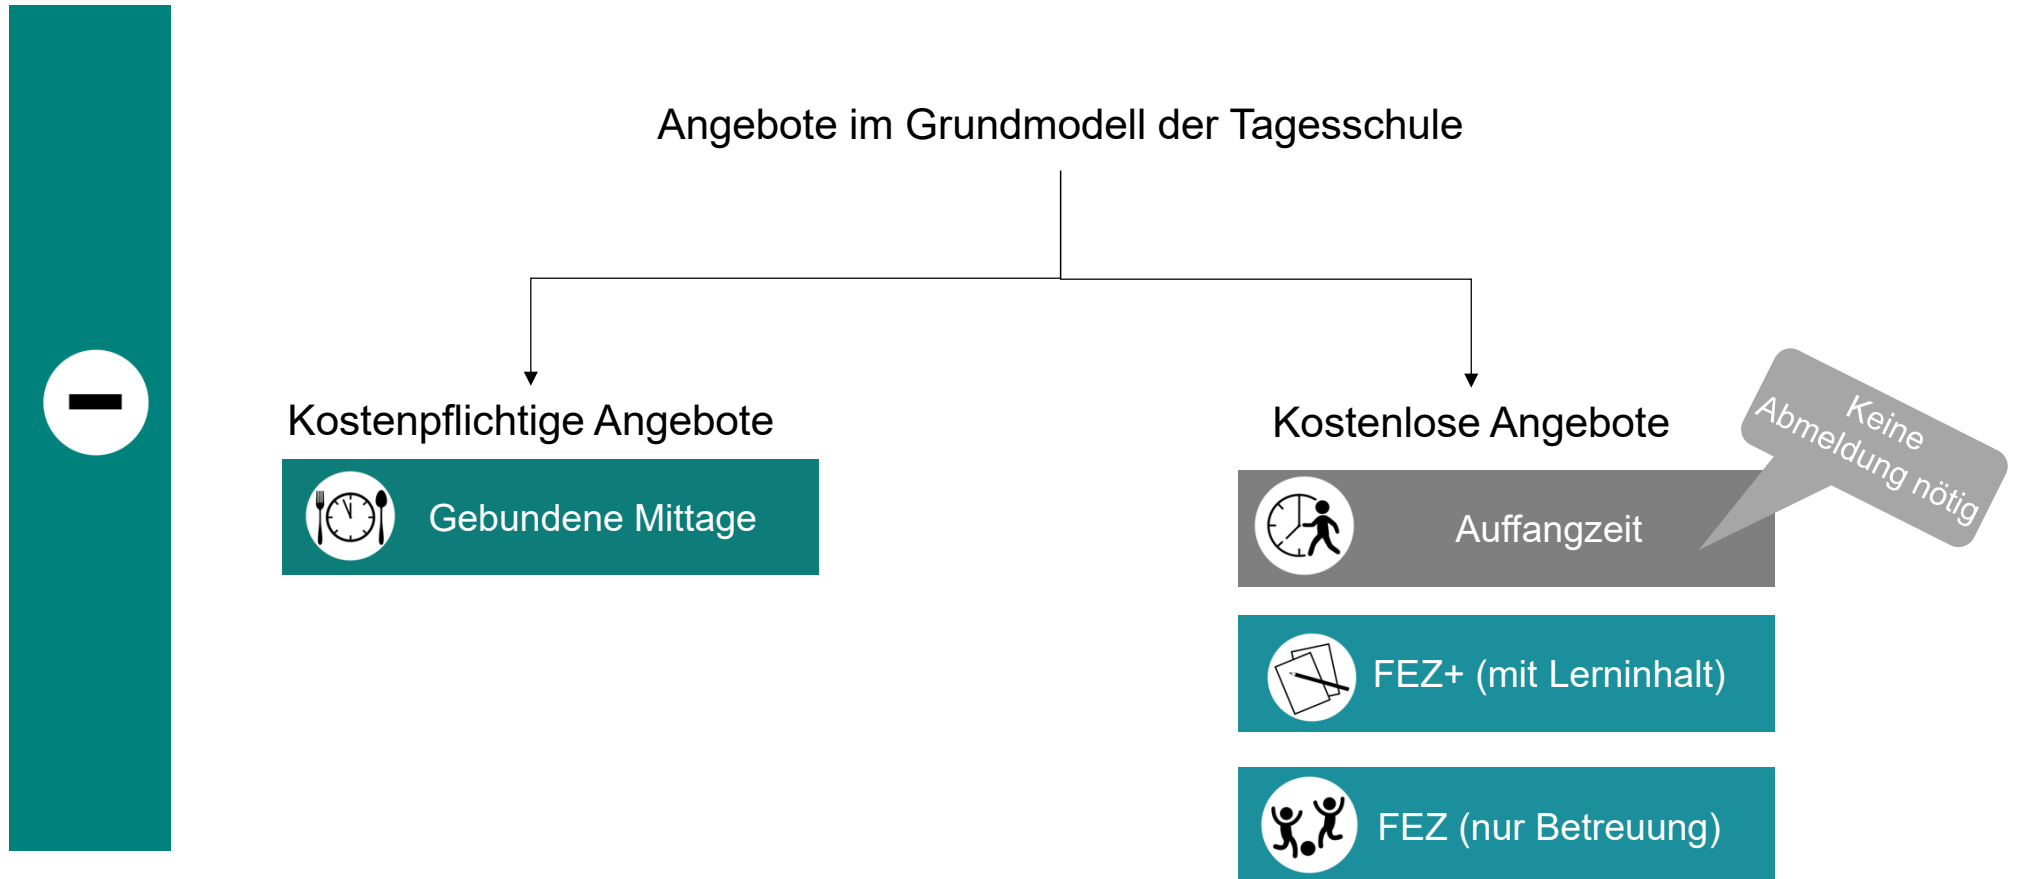 Angebote im Grundmodell der Tagesschule
Kostenpflichtige Angebote
Gebundene Mittage
Kostenlose Angebote
Keine
Abmeldung nötig
Auffangzeit
FEZ+ (mit Lerninhalt)
FEZ (nur Betreuung)